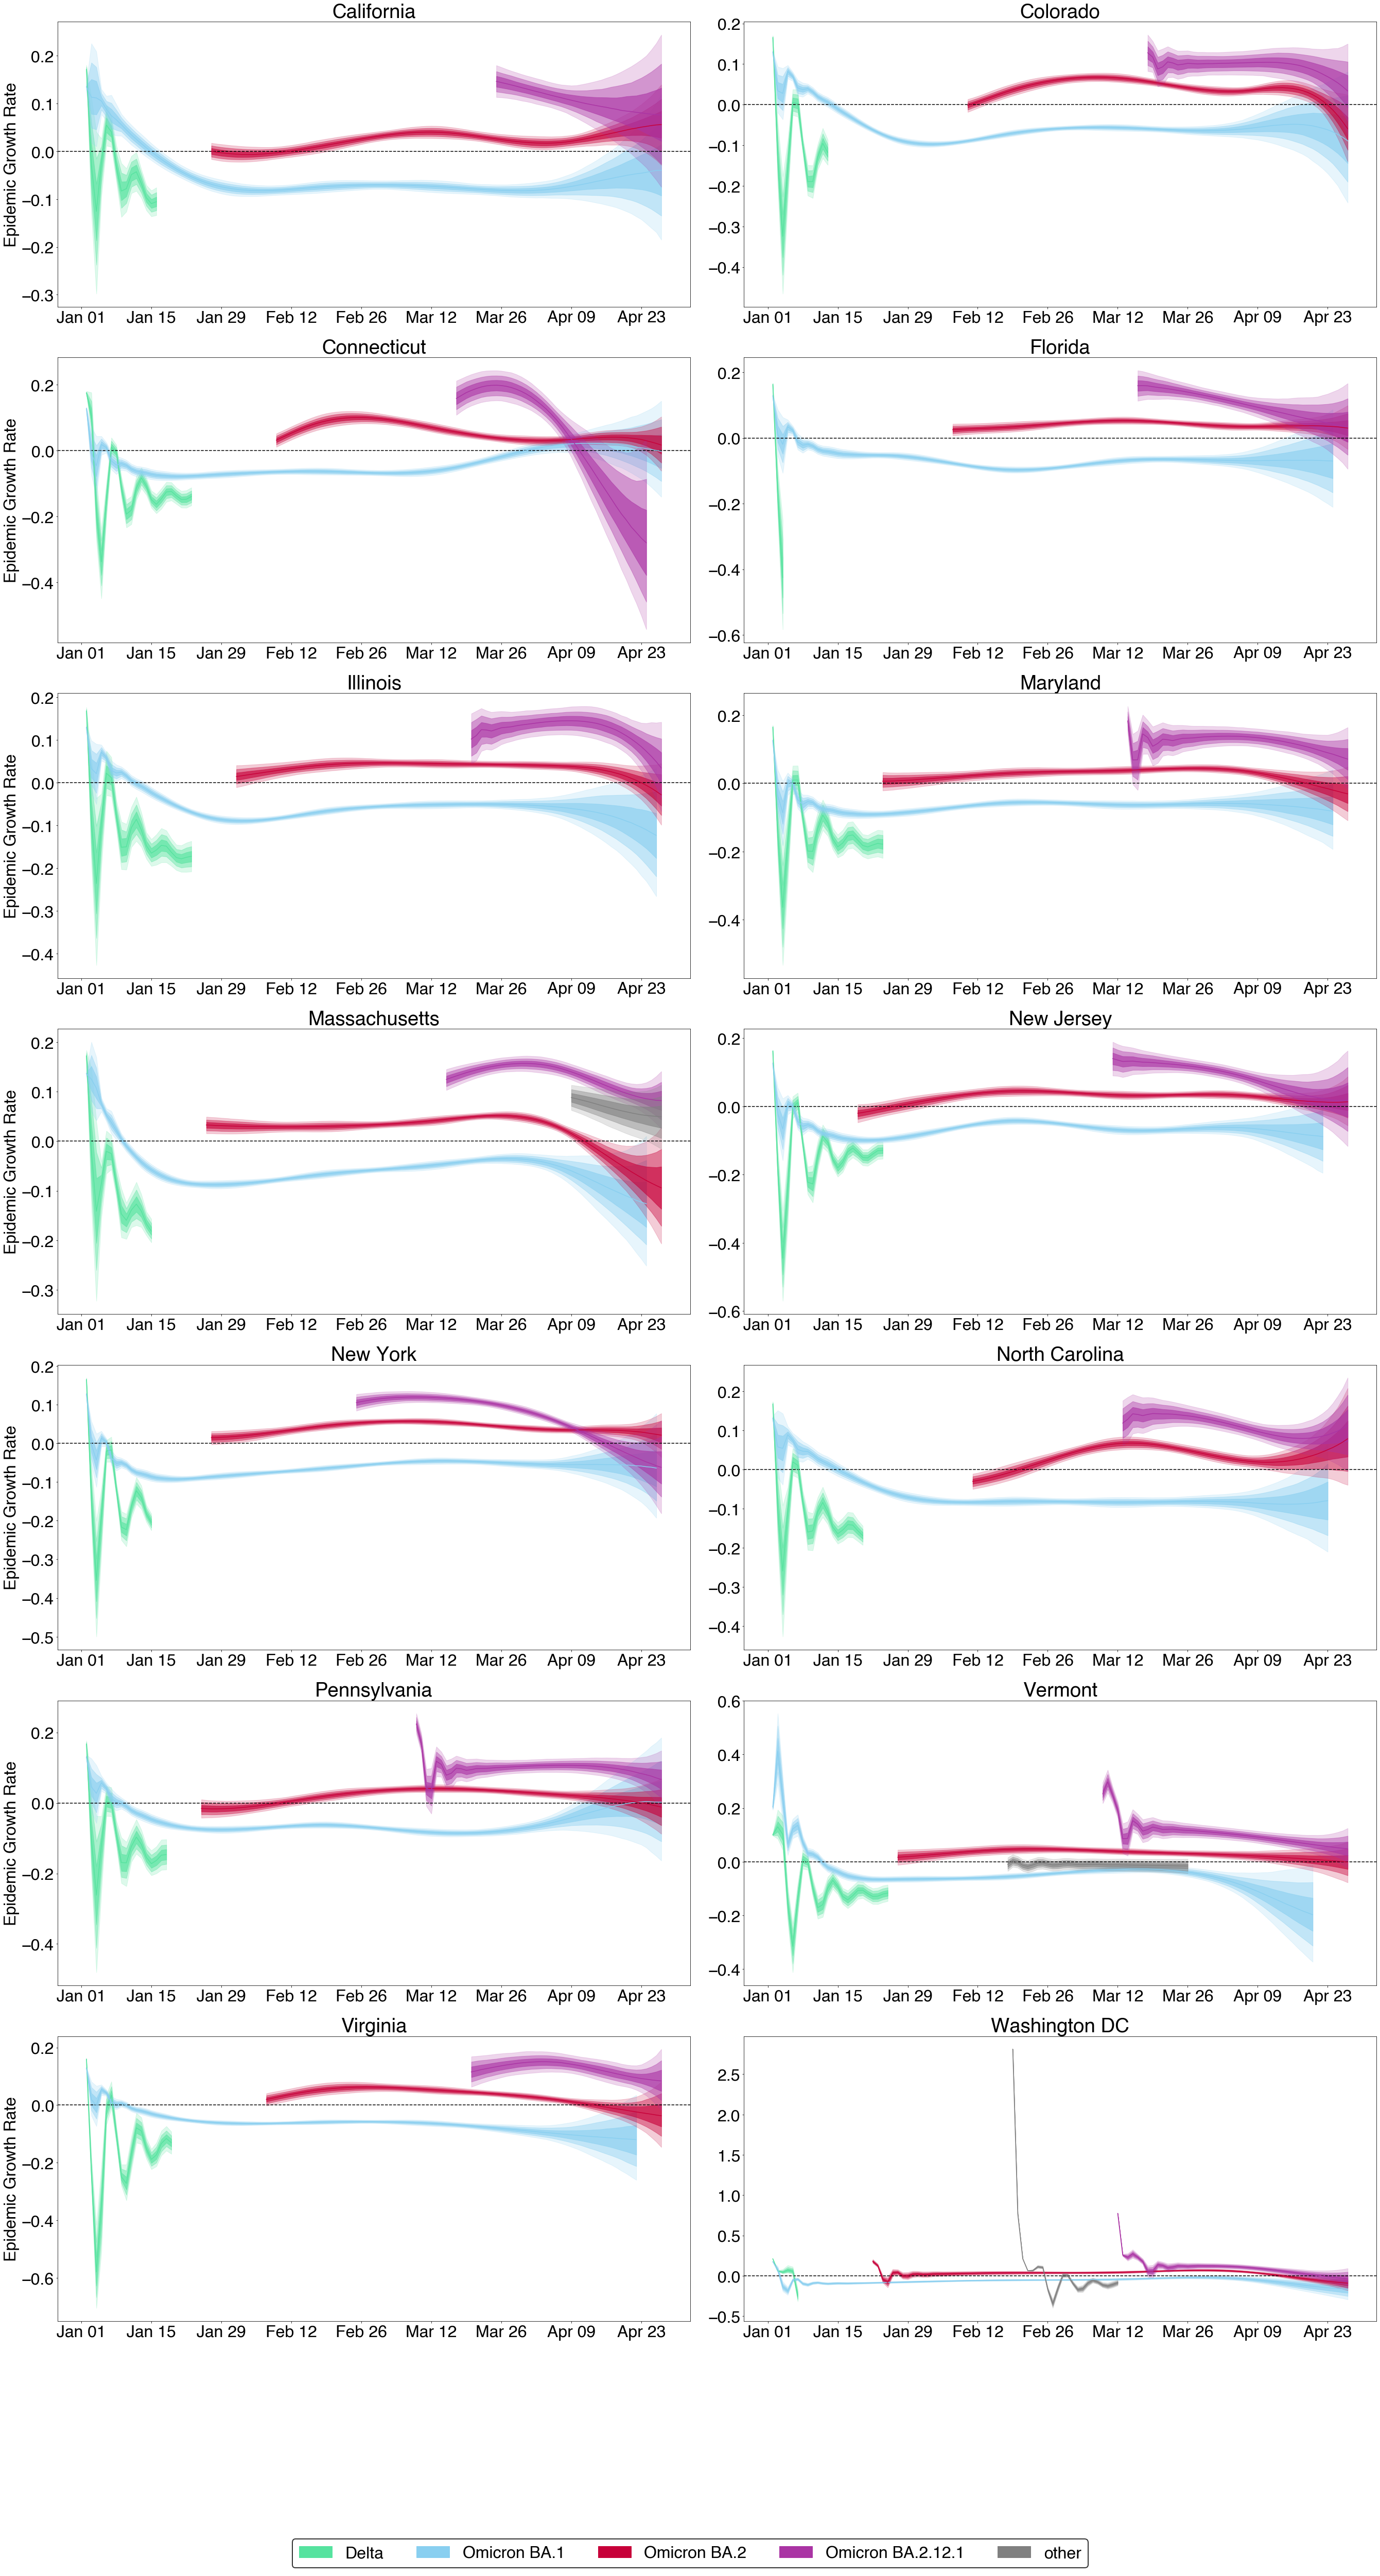 California
Colorado
Epidemic Growth Rate
0.2
0.1
0.0
−0.1
−0.2
−0.3
Jan 01 Jan 15 Jan 29 Feb 12 Feb 26 Mar 12 Mar 26 Apr 09 Apr 23
0.2
0.1
0.0
−0.1
−0.2
−0.3
−0.4
Jan 01 Jan 15 Jan 29 Feb 12 Feb 26 Mar 12 Mar 26 Apr 09 Apr 23
Connecticut
Florida
Epidemic Growth Rate
0.2
0.0
−0.2
−0.4
Jan 01 Jan 15 Jan 29 Feb 12 Feb 26 Mar 12 Mar 26 Apr 09 Apr 23
0.2
0.0
−0.2
−0.4
−0.6
Jan 01 Jan 15 Jan 29 Feb 12 Feb 26 Mar 12 Mar 26 Apr 09 Apr 23
Illinois
Maryland
Epidemic Growth Rate
0.2
0.1
0.0
−0.1
−0.2
−0.3
−0.4
Jan 01 Jan 15 Jan 29 Feb 12 Feb 26 Mar 12 Mar 26 Apr 09 Apr 23
0.2
0.0
−0.2
−0.4
Jan 01 Jan 15 Jan 29 Feb 12 Feb 26 Mar 12 Mar 26 Apr 09 Apr 23
Massachusetts
New Jersey
Epidemic Growth Rate
0.2
0.1
0.0
−0.1
−0.2
−0.3
Jan 01 Jan 15 Jan 29 Feb 12 Feb 26 Mar 12 Mar 26 Apr 09 Apr 23
0.2
0.0
−0.2
−0.4
−0.6
Jan 01 Jan 15 Jan 29 Feb 12 Feb 26 Mar 12 Mar 26 Apr 09 Apr 23
New York
North Carolina
Epidemic Growth Rate
0.2
0.1
0.0
−0.1
−0.2
−0.3
−0.4
−0.5
Jan 01 Jan 15 Jan 29 Feb 12 Feb 26 Mar 12 Mar 26 Apr 09 Apr 23
0.2
0.1
0.0
−0.1
−0.2
−0.3
−0.4
Jan 01 Jan 15 Jan 29 Feb 12 Feb 26 Mar 12 Mar 26 Apr 09 Apr 23
Pennsylvania
Vermont
Epidemic Growth Rate
0.2
0.0
−0.2
−0.4
Jan 01 Jan 15 Jan 29 Feb 12 Feb 26 Mar 12 Mar 26 Apr 09 Apr 23
0.6
0.4
0.2
0.0
−0.2
−0.4
Jan 01 Jan 15 Jan 29 Feb 12 Feb 26 Mar 12 Mar 26 Apr 09 Apr 23
Virginia
Washington DC
Epidemic Growth Rate
0.2
0.0
−0.2
−0.4
−0.6
Jan 01 Jan 15 Jan 29 Feb 12 Feb 26 Mar 12 Mar 26 Apr 09 Apr 23
2.5
2.0
1.5
1.0
0.5
0.0
−0.5
Jan 01 Jan 15 Jan 29 Feb 12 Feb 26 Mar 12 Mar 26 Apr 09 Apr 23
Delta Omicron BA.1 Omicron BA.2 Omicron BA.2.12.1 other